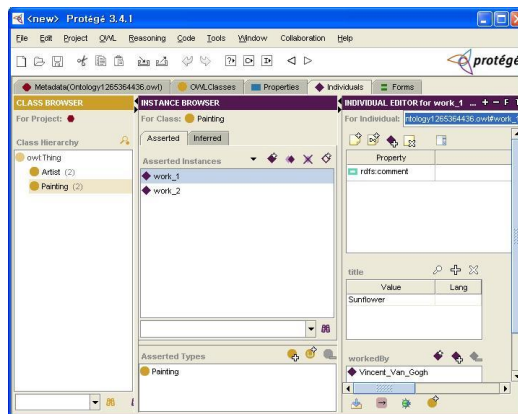 <new> Protégé 3.4.1
File Edit Project OWL Reasoning Code Tools Window Collaboration Help
protégé
Metadata(Ontology1265364436.owl) OWLClasses Properties Individuals Forms
CLASS BROWSER
For Project:
Class Hierarchy
owl:Thing
Artist (2)
Painting (2)
INSTANCE BROWSER
For Class: Painting
Asserted Inferred
Asserted Instances
work_1
work_2
Asserted Types
Painting
INDIVIDUAL EDITOR for work_1 ... + − F T
For Individual: ntology1265364436.owl#work_1
Property
rdfs:comment
title
Value Lang
Sunflower
workedBy
Vincent_Van_Gogh